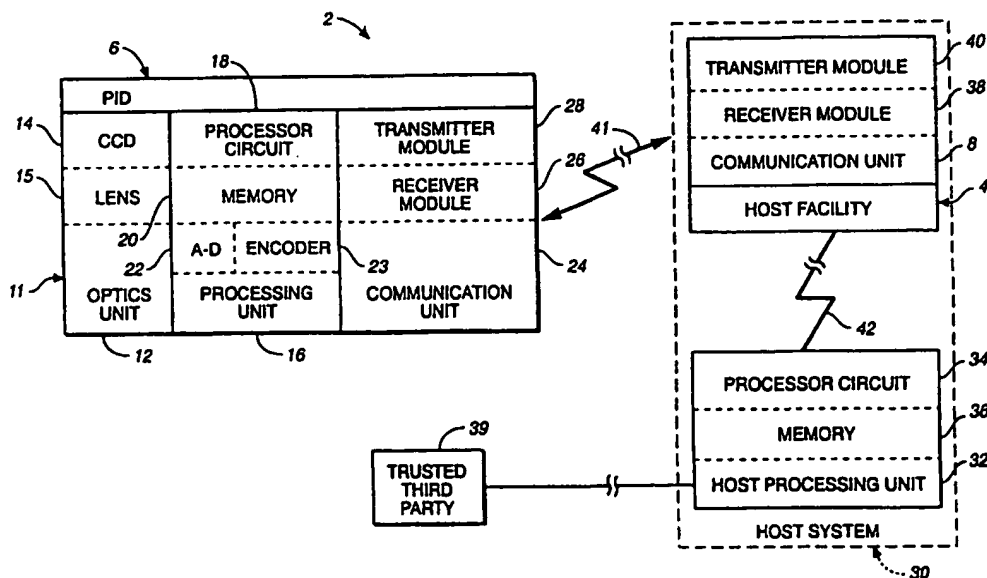 2
6
18
PID
14
CCD
PROCESSOR
CIRCUIT
TRANSMITTER
MODULE
28
15
LENS
MEMORY
RECEIVER
MODULE
26
20
A-D
ENCODER
22
23
24
11
OPTICS
UNIT
PROCESSING
UNIT
COMMUNICATION
UNIT
12
16
41
40
TRANSMITTER MODULE
38
RECEIVER MODULE
COMMUNICATION UNIT
8
HOST FACILITY
4
42
34
PROCESSOR CIRCUIT
36
MEMORY
32
HOST PROCESSING UNIT
HOST SYSTEM
30
39
TRUSTED
THIRD
PARTY